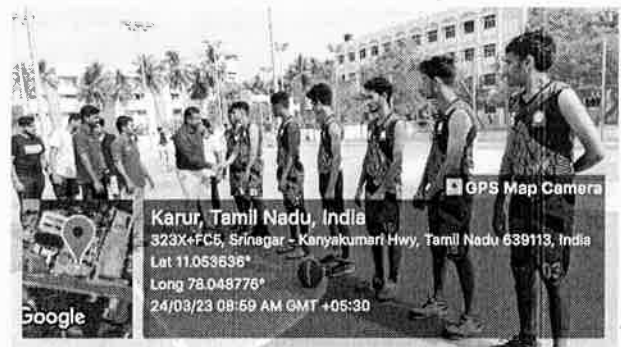 GPS Map Camera
Karur, Tamil Nadu, India
323X+FC5, Srinagar - Kanyakumari Hwy, Tamil Nadu 639113, India
Lat 11.053636°
Long 78.048776°
24/03/23 08:59 AM GMT +05:30
Google
03